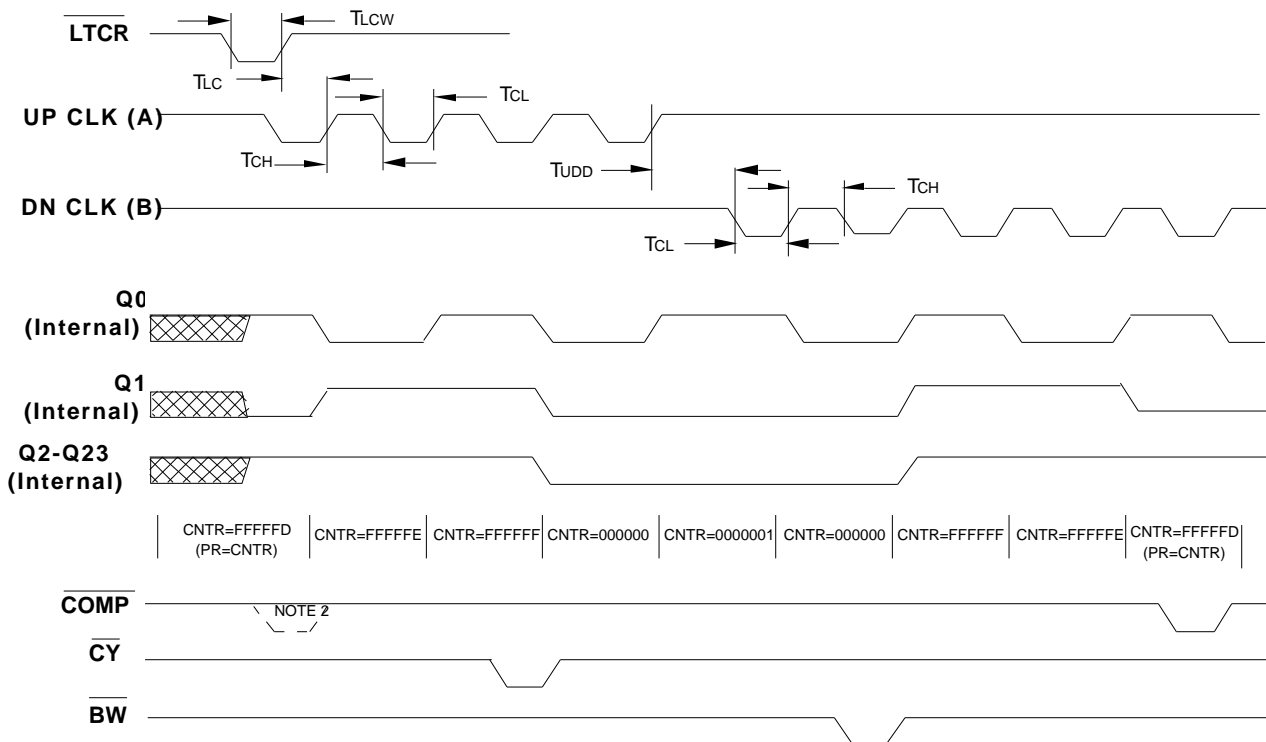 LTCR
TLCW
TLC
TCL
UP CLK (A)
TCH
TUDD
TCH
DN CLK (B)
TCL
Q0
(Internal)
Q1
(Internal)
Q2-Q23
(Internal)
CNTR=FFFFFD
(PR=CNTR)
CNTR=FFFFFE
CNTR=FFFFFF
CNTR=000000
CNTR=0000001
CNTR=000000
CNTR=FFFFFF
CNTR=FFFFFE
CNTR=FFFFFD
(PR=CNTR)
COMP
NOTE 2
CY
BW